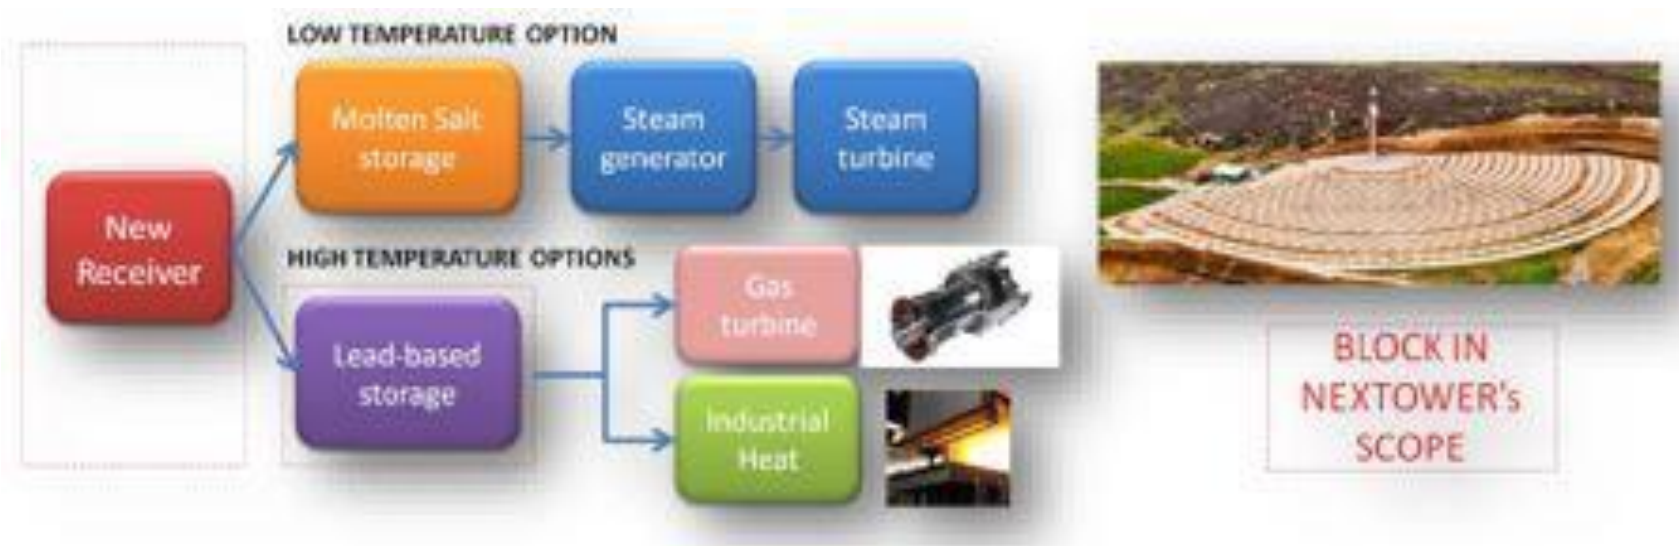 LOW TEMPERATURE OPTION
Molten Salt
storage
Steam
generator
Steam
turbine
New
Receiver
HIGH TEMPERATURE OPTIONS
Lead-based
storage
Gas
turbine
Industrial
Heat
BLOCK IN
NEXTOWER's
SCOPE